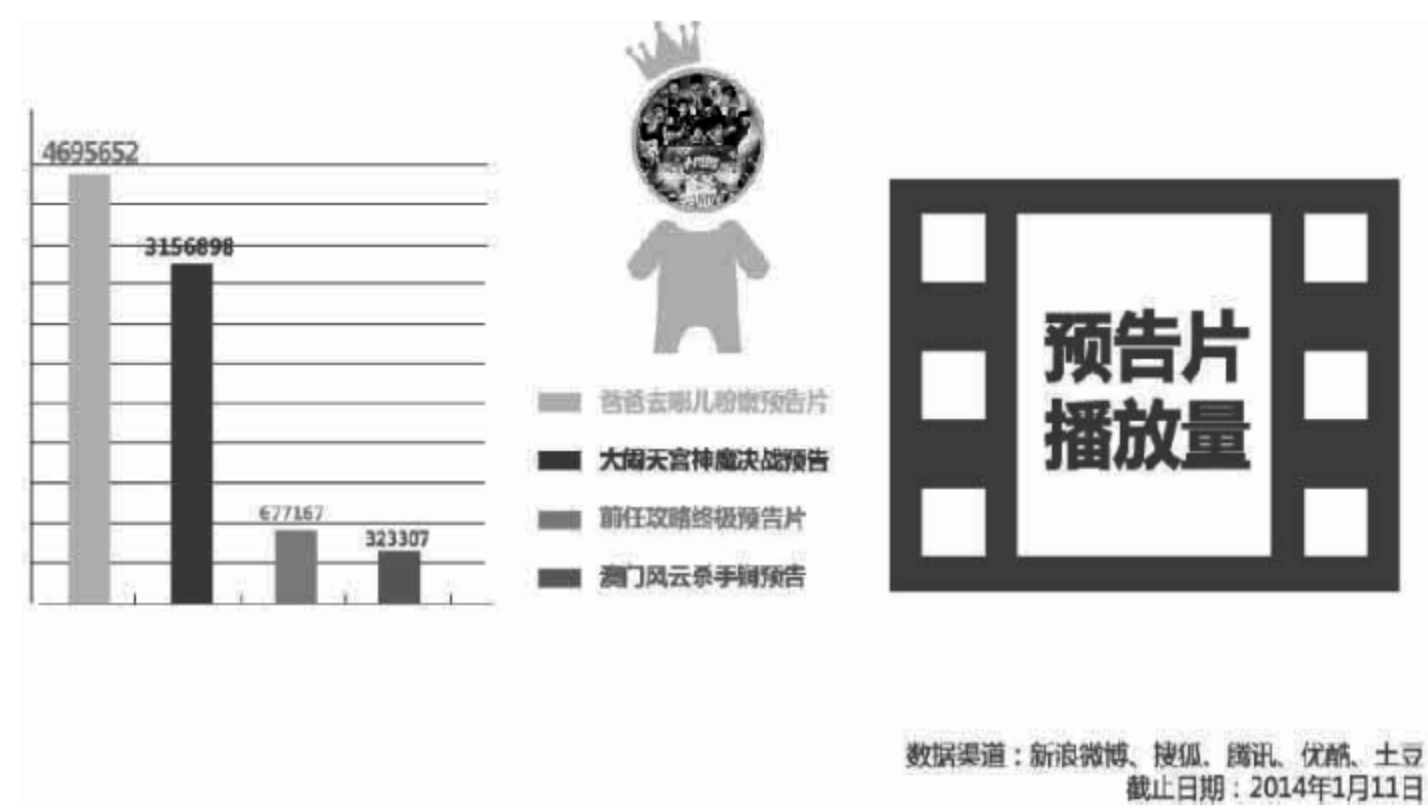 4695652
3156898
677167
323307
爸爸去哪儿粉嫩预告片
大闹天宫神魔决战预告
前任攻略终极预告片
澳门风云杀手锏预告
预告片
播放量
数据渠道：新浪微博、搜狐、腾讯、优酷、土豆
截止日期：2014年1月11日